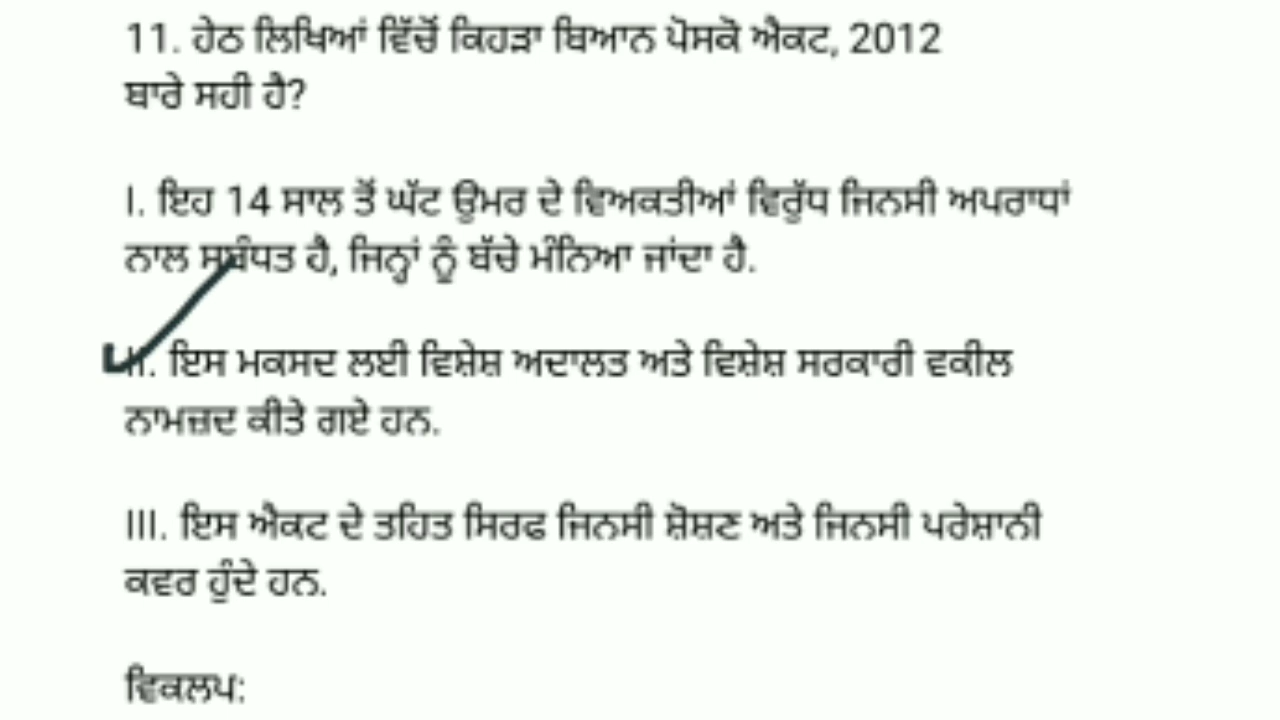 11. ਹੇਠ ਲਿਖਿਆਂ ਵਿੱਚੋਂ ਕਿਹੜਾ ਬਿਆਨ ਪੋਸਕੋ ਐਕਟ, 2012
ਬਾਰੇ ਸਹੀ ਹੈ?
I. ਇਹ 14 ਸਾਲ ਤੋਂ ਘੱਟ ਉਮਰ ਦੇ ਵਿਅਕਤੀਆਂ ਵਿਰੁੱਧ ਜਿਨਸੀ ਅਪਰਾਧਾਂ
ਨਾਲ ਸਬੰਧਤ ਹੈ, ਜਿਨ੍ਹਾਂ ਨੂੰ ਬੱਚੇ ਮੰਨਿਆ ਜਾਂਦਾ ਹੈ.
II. ਇਸ ਮਕਸਦ ਲਈ ਵਿਸ਼ੇਸ਼ ਅਦਾਲਤ ਅਤੇ ਵਿਸ਼ੇਸ਼ ਸਰਕਾਰੀ ਵਕੀਲ
ਨਾਮਜ਼ਦ ਕੀਤੇ ਗਏ ਹਨ.
III. ਇਸ ਐਕਟ ਦੇ ਤਹਿਤ ਸਿਰਫ ਜਿਨਸੀ ਸ਼ੋਸ਼ਣ ਅਤੇ ਜਿਨਸੀ ਪਰੇਸ਼ਾਨੀ
ਕਵਰ ਹੁੰਦੇ ਹਨ.
ਵਿਕਲਪ: